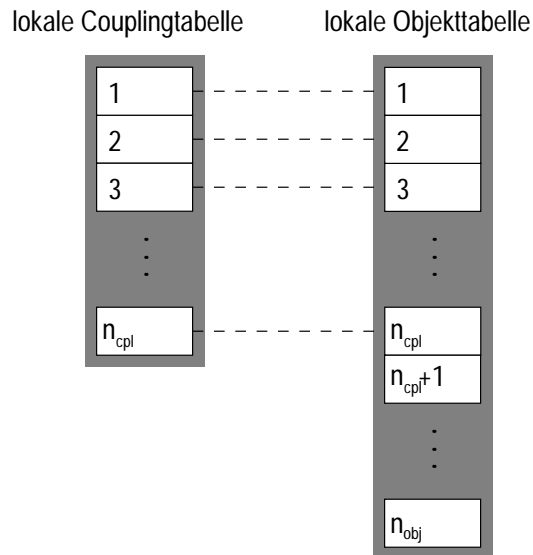 lokale Couplingtabelle lokale Objekttabelle
1 1
2 2
3 3
n_cpl n_cpl
n_cpl+1
n_obj